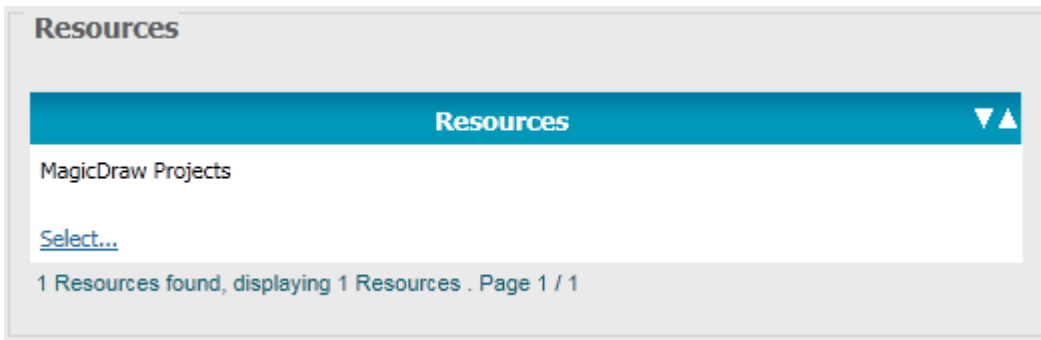 Resources
Resources
MagicDraw Projects
Select...
1 Resources found, displaying 1 Resources . Page 1 / 1